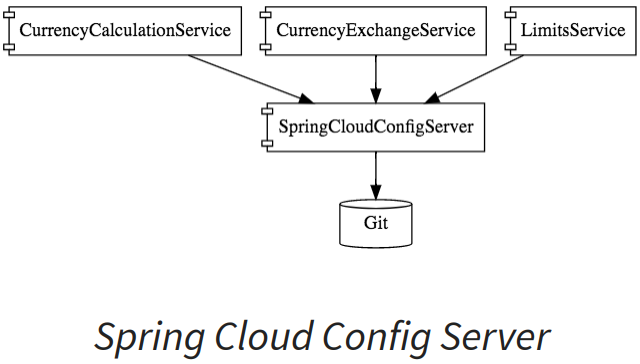 CurrencyCalculationService
CurrencyExchangeService
LimitsService
SpringCloudConfigServer
Git
Spring Cloud Config Server